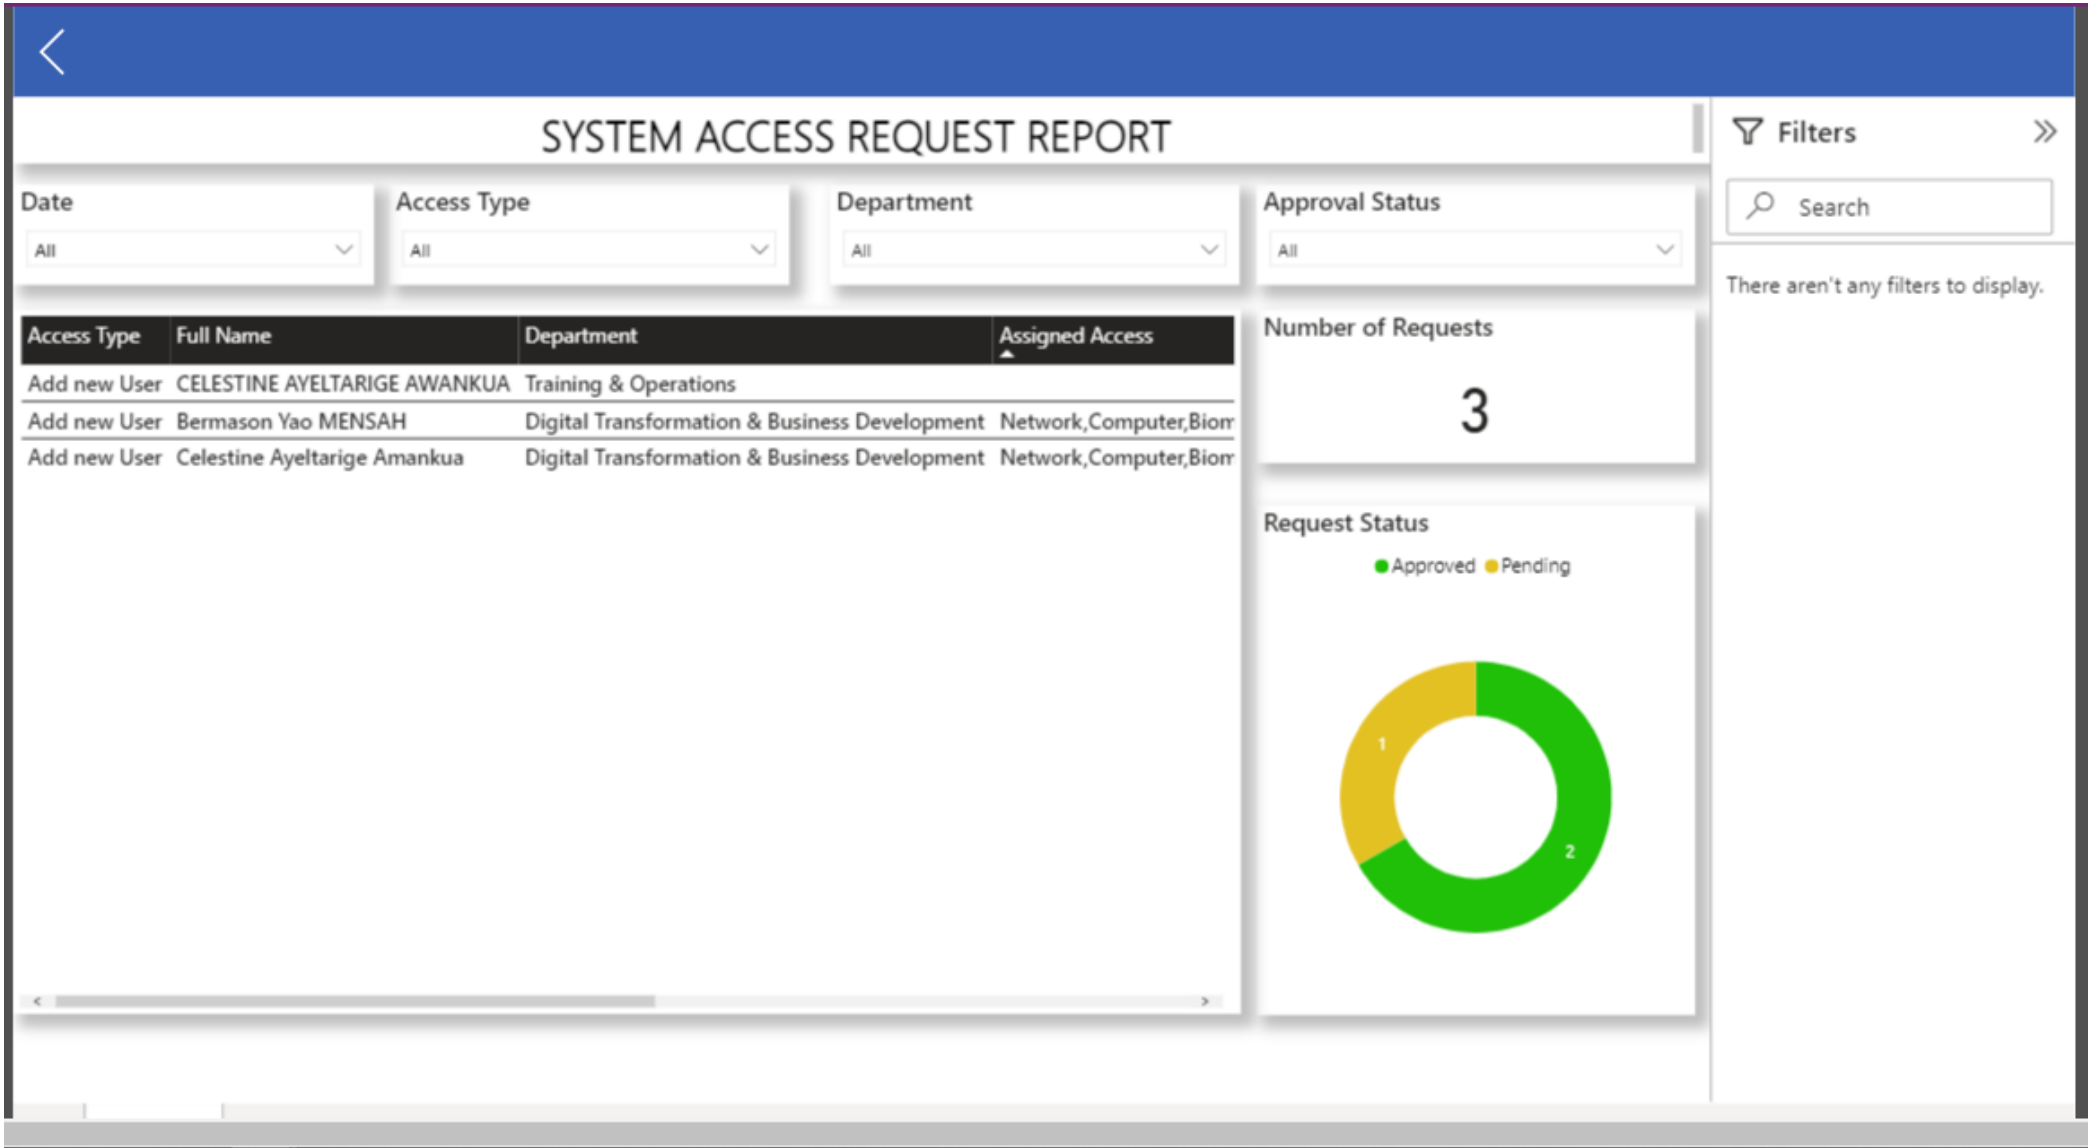 SYSTEM ACCESS REQUEST REPORT
Filters
Search
There aren't any filters to display.
Date
All
Access Type
All
Department
All
Approval Status
All
Access Type Full Name Department Assigned Access
Add new User CELESTINE AYELTARIGE AWANKUA Training & Operations
Add new User Bermason Yao MENSAH Digital Transformation & Business Development Network,Computer,Biom
Add new User Celestine Ayeltarige Amankua Digital Transformation & Business Development Network,Computer,Biom
Number of Requests
3
Request Status
Approved Pending
1
2